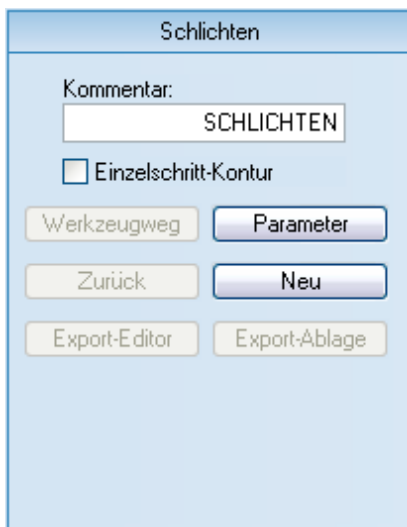 Schlichten
Kommentar:
SCHLICHTEN
Einzelschritt-Kontur
Werkzeugweg Parameter
Zurück Neu
Export-Editor Export-Ablage